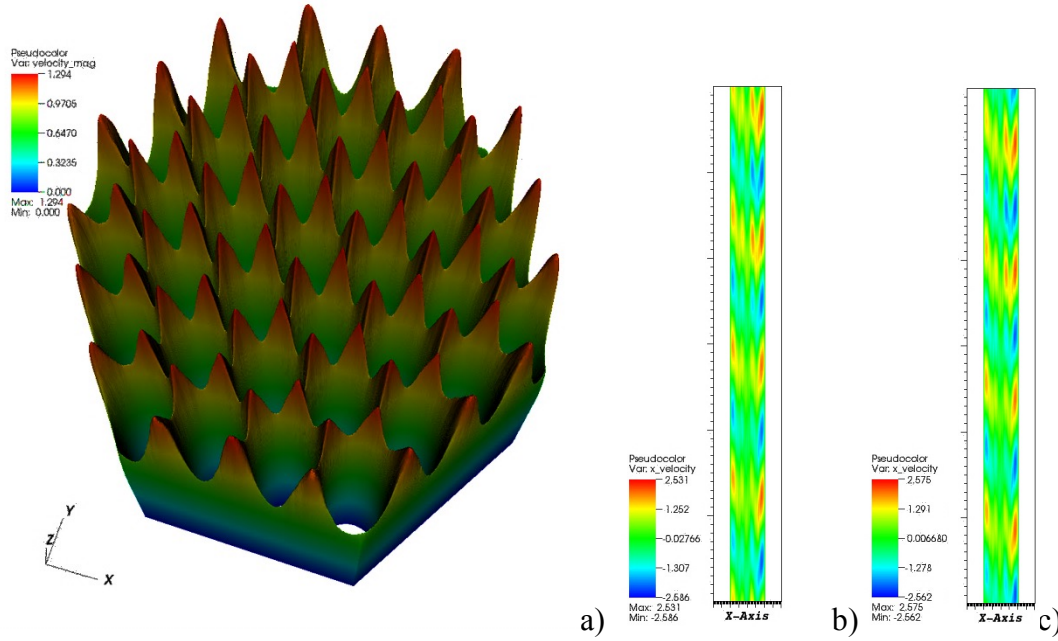 Pseudocolor
Var: velocity_mag
1.294
0.9705
0.6470
0.3235
0.000
Max: 1.294
Min: 0.000
Y
Z
X
a)
Pseudocolor
Var: x_velocity
2.531
1.252
-0.02766
-1.307
-2.586
Max: 2.531
Min: -2.586
X-Axis
b)
Pseudocolor
Var: x_velocity
2.575
1.291
0.006680
-1.278
-2.562
Max: 2.575
Min: -2.562
X-Axis
c)